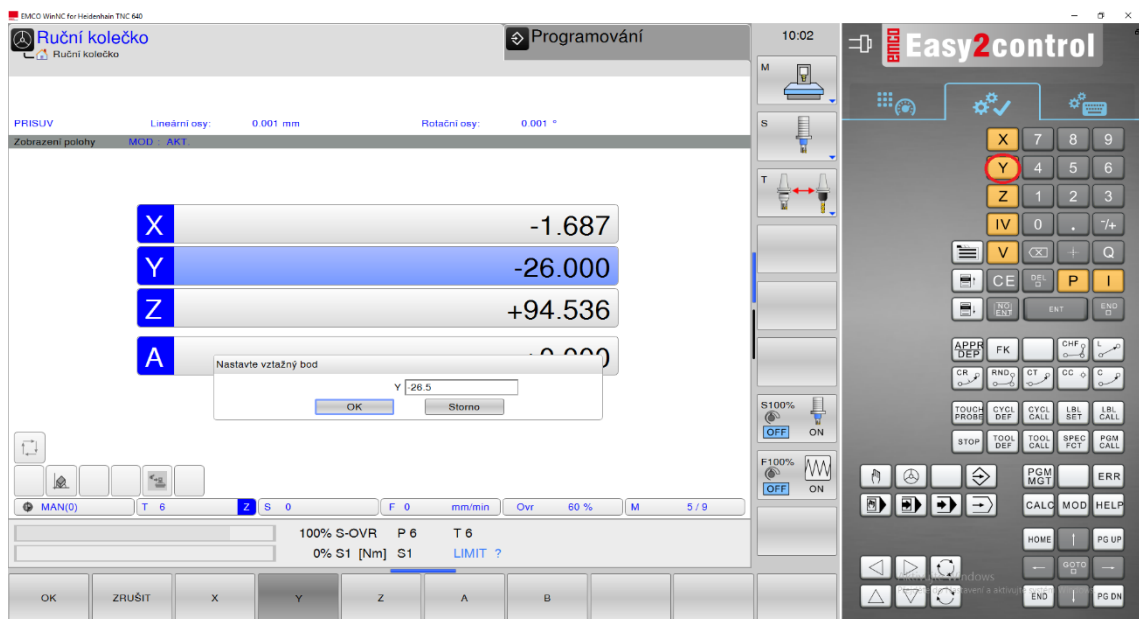 EMCO WinNC for Heidenhain TNC 640
Ruční kolečko
Ruční kolečko
Programování
10:02
PRISUV Lineární osy: 0.001 mm Rotační osy: 0.001 °
Zobrazení polohy MOD : AKT.
X -1.687
Y -26.000
Z +94.536
A
Nastavte vztažný bod
Y -26.5
OK Storno
MAN(0) T 6 Z S 0 F 0 mm/min Ovr 60 % M 5 / 9
100% S-OVR P 6 T 6
0% S1 [Nm] S1 LIMIT ?
OK ZRUŠIT X Y Z A B
M
S
T
S100%
OFF ON
F100%
OFF ON
emco Easy2control
X 7 8 9
Y 4 5 6
Z 1 2 3
IV 0 . -/+
V + Q
CE DEL P I
NO ENT ENT END
APPR DEP FK CHF L
CR RND CT CC C
TOUCH PROBE CYCL DEF CYCL CALL LBL SET LBL CALL
STOP TOOL DEF TOOL CALL SPEC FCT PGM CALL
PGM MGT ERR
CALC MOD HELP
HOME ↑ PG UP
← GOTO →
END ↓ PG DN